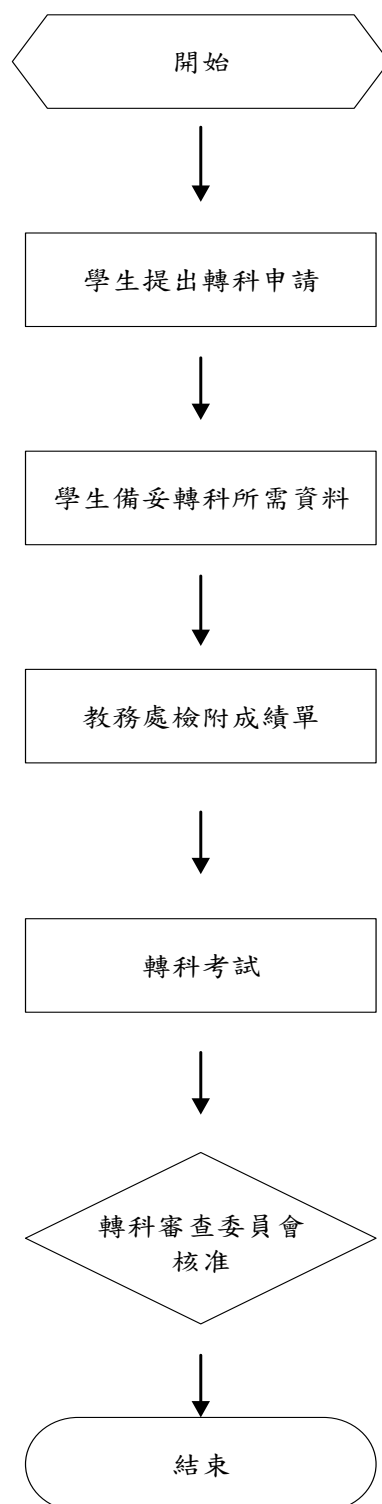 開始
學生提出轉科申請
學生備妥轉科所需資料
教務處檢附成績單
轉科考試
轉科審查委員會
核准
結束